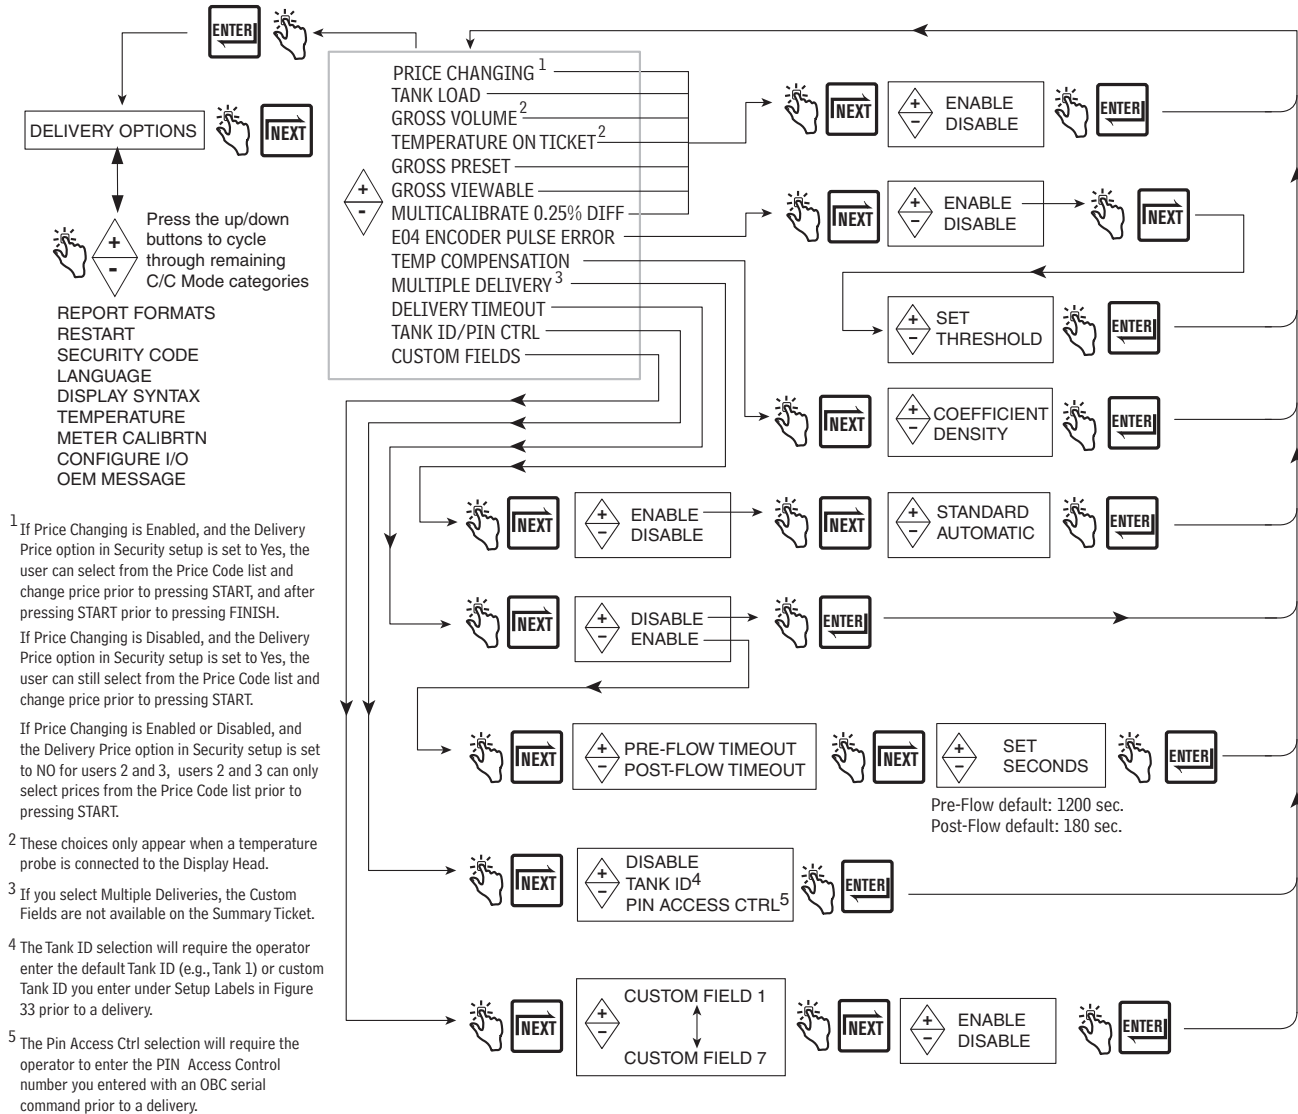 ENTER
DELIVERY OPTIONS
NEXT
+
-
Press the up/down
buttons to cycle
through remaining
C/C Mode categories
REPORT FORMATS
RESTART
SECURITY CODE
LANGUAGE
DISPLAY SYNTAX
TEMPERATURE
METER CALIBRTN
CONFIGURE I/O
OEM MESSAGE
+
-
PRICE CHANGING 1
TANK LOAD
GROSS VOLUME 2
TEMPERATURE ON TICKET 2
GROSS PRESET
GROSS VIEWABLE
MULTICALIBRATE 0.25% DIFF
E04 ENCODER PULSE ERROR
TEMP COMPENSATION
MULTIPLE DELIVERY 3
DELIVERY TIMEOUT
TANK ID/PIN CTRL
CUSTOM FIELDS
NEXT
+
−
ENABLE
DISABLE
ENTER
NEXT
+
−
ENABLE
DISABLE
NEXT
+
−
SET
THRESHOLD
ENTER
NEXT
+
−
COEFFICIENT
DENSITY
ENTER
NEXT
+
−
ENABLE
DISABLE
NEXT
+
−
STANDARD
AUTOMATIC
ENTER
NEXT
+
−
DISABLE
ENABLE
ENTER
NEXT
+
−
PRE-FLOW TIMEOUT
POST-FLOW TIMEOUT
NEXT
+
−
SET
SECONDS
ENTER
Pre-Flow default: 1200 sec.
Post-Flow default: 180 sec.
NEXT
+
−
DISABLE
TANK ID4
PIN ACCESS CTRL5
ENTER
NEXT
+
−
CUSTOM FIELD 1
CUSTOM FIELD 7
NEXT
+
−
ENABLE
DISABLE
ENTER
1 If Price Changing is Enabled, and the Delivery
Price option in Security setup is set to Yes, the
user can select from the Price Code list and
change price prior to pressing START, and after
pressing START prior to pressing FINISH.
If Price Changing is Disabled, and the Delivery
Price option in Security setup is set to Yes, the
user can still select from the Price Code list and
change price prior to pressing START.
If Price Changing is Enabled or Disabled, and
the Delivery Price option in Security setup is set
to NO for users 2 and 3, users 2 and 3 can only
select prices from the Price Code list prior to
pressing START.
2 These choices only appear when a temperature
probe is connected to the Display Head.
3 If you select Multiple Deliveries, the Custom
Fields are not available on the Summary Ticket.
4 The Tank ID selection will require the operator
enter the default Tank ID (e.g., Tank 1) or custom
Tank ID you enter under Setup Labels in Figure
33 prior to a delivery.
5 The Pin Access Ctrl selection will require the
operator to enter the PIN Access Control
number you entered with an OBC serial
command prior to a delivery.